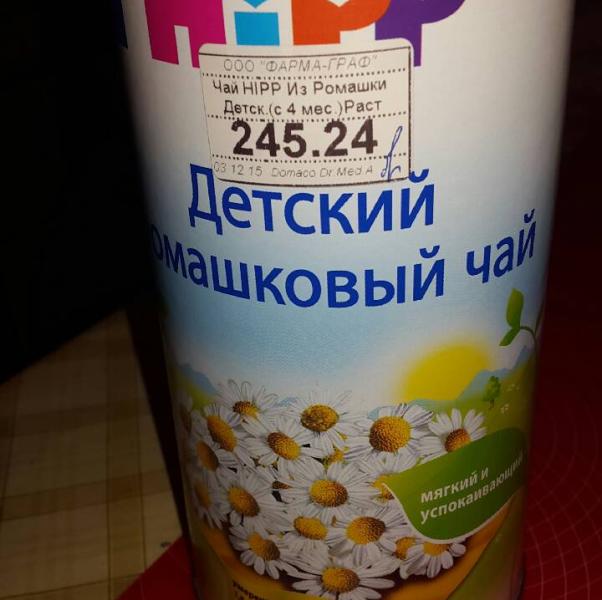 HiPP
ООО "ФАРМА-ГРАФ"
Чай HIPP Из Ромашки
Детск.(с 4 мес.)Раст
245.24
03 12 15 Domaco Dr.Med.A
Детский
омашковый чай
мягкий и
успокаивающий